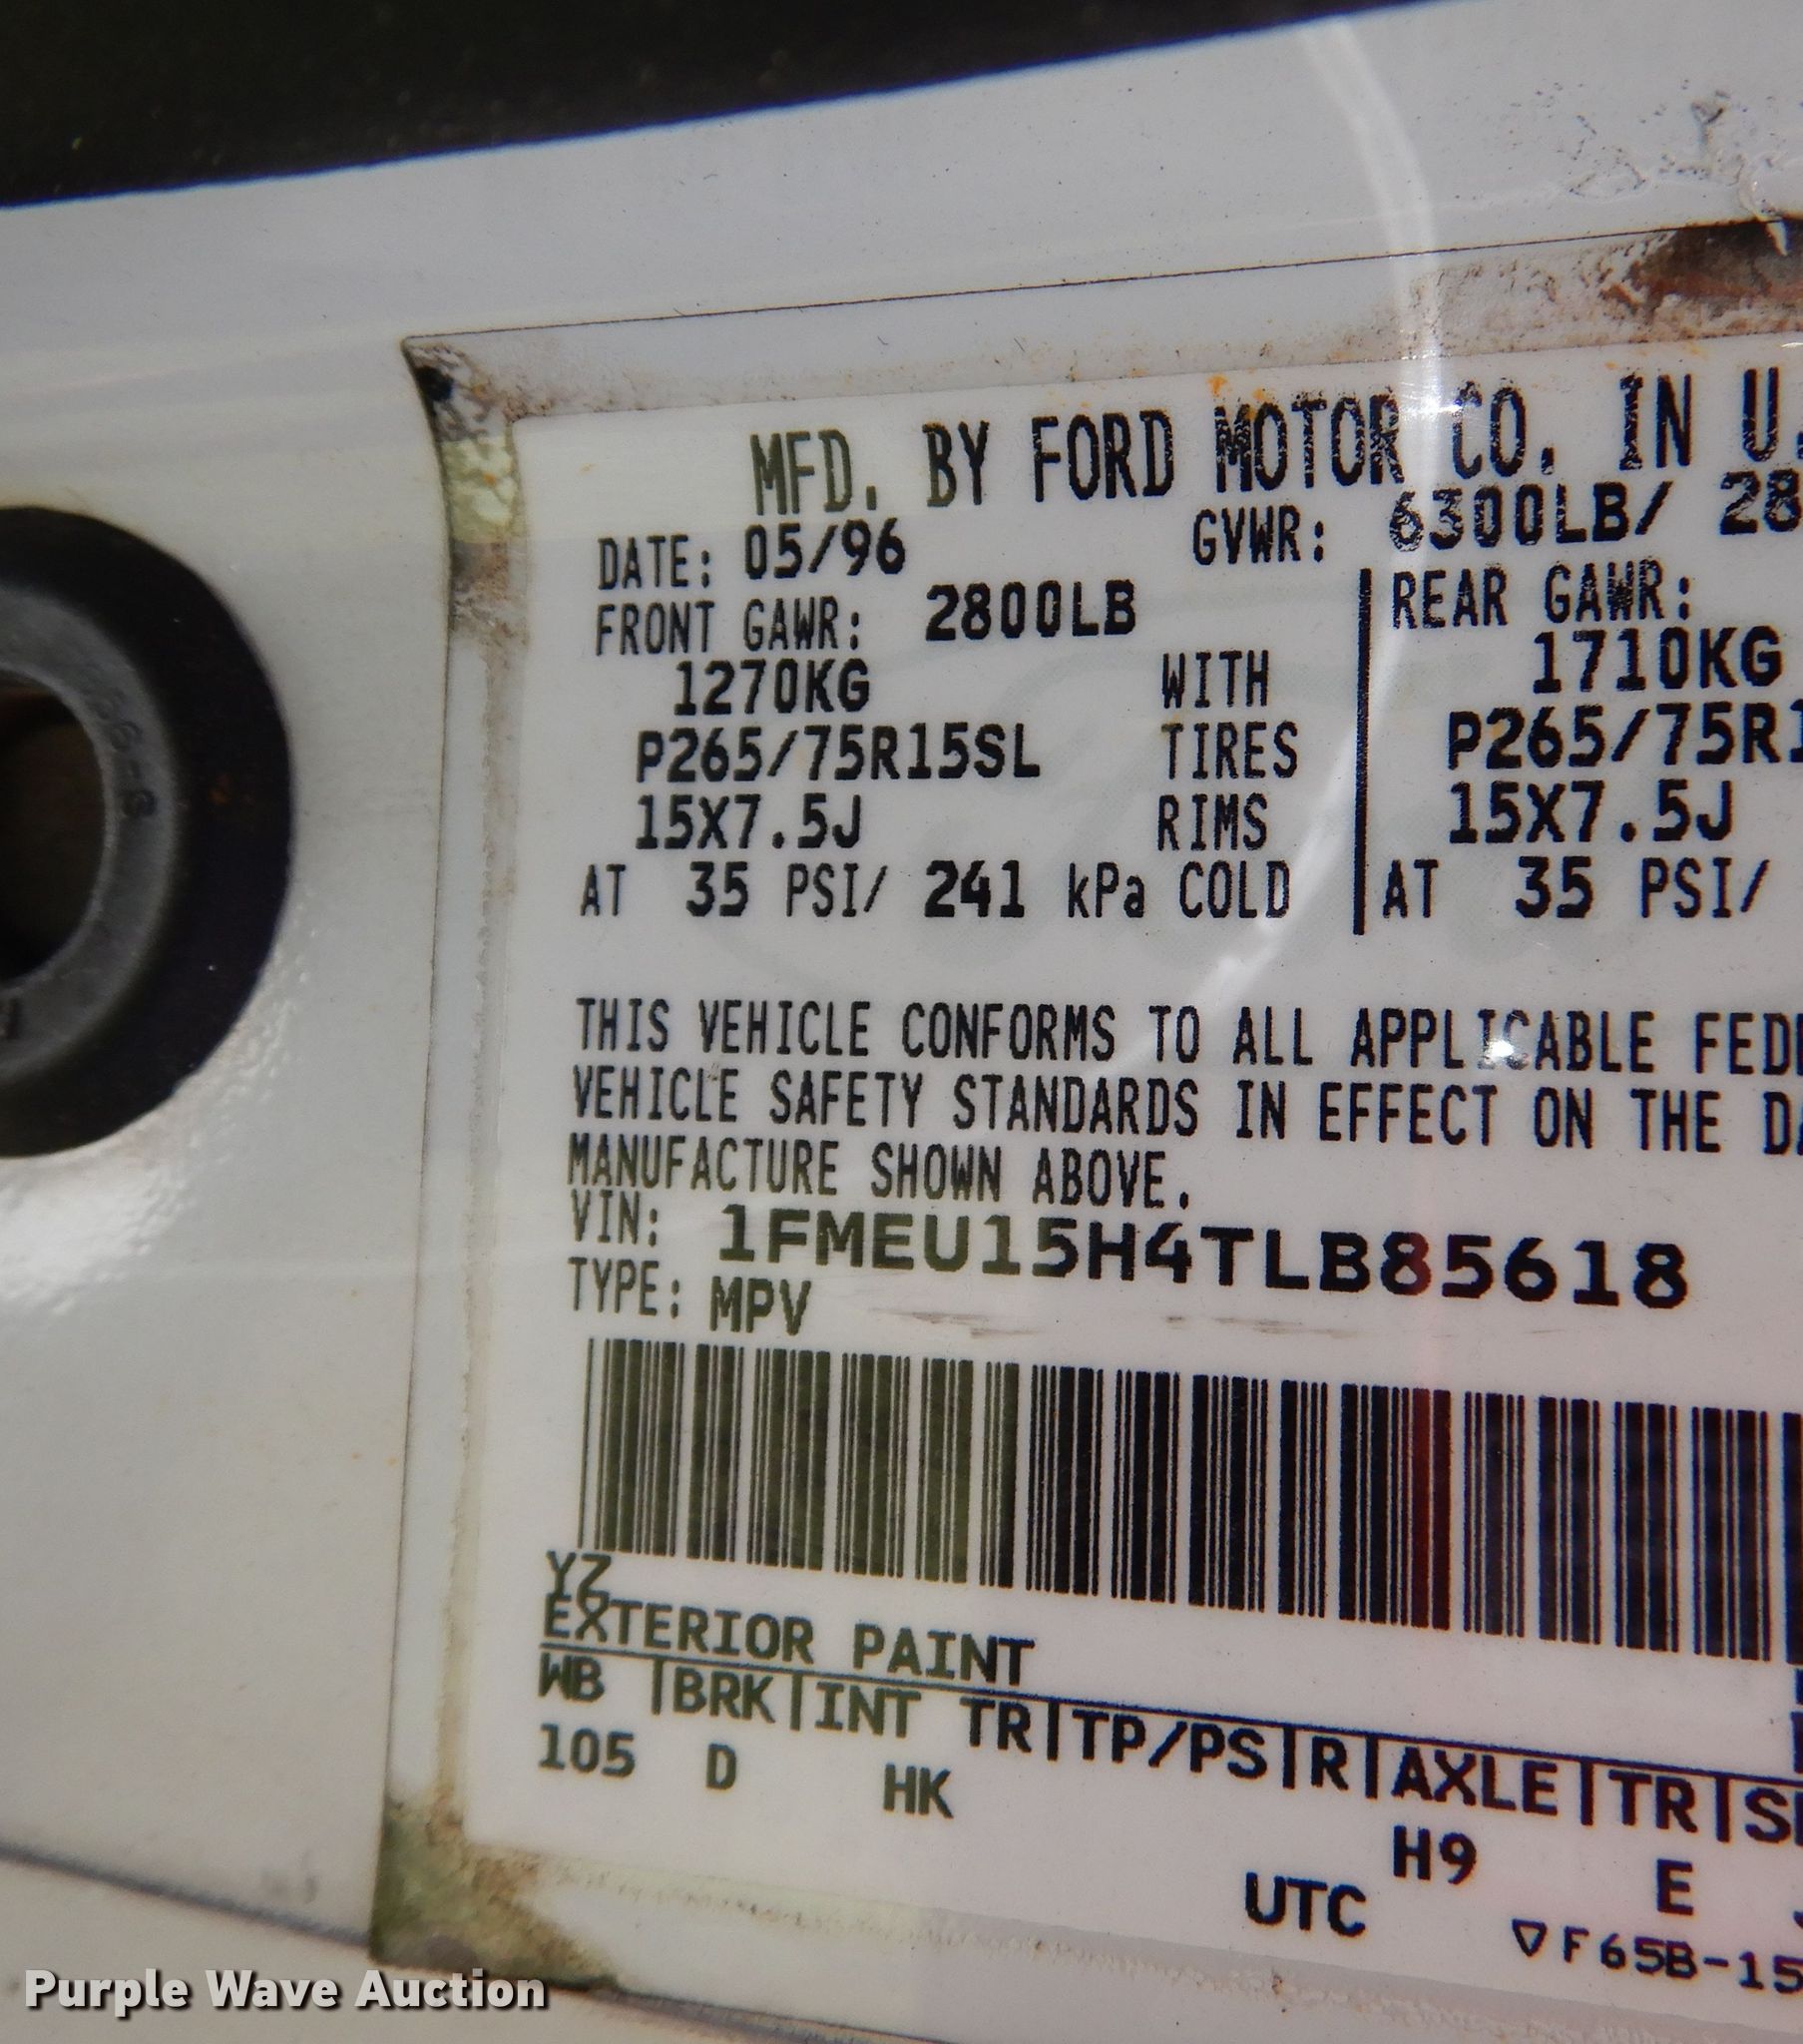 MFD. BY FORD MOTOR CO. IN U.
DATE: 05/96 GVWR: 6300LB/ 28
FRONT GAWR: 2800LB REAR GAWR:
1270KG WITH 1710KG
P265/75R15SL TIRES P265/75R1
15X7.5J RIMS 15X7.5J
AT 35 PSI/ 241 kPa COLD AT 35 PSI/
THIS VEHICLE CONFORMS TO ALL APPLICABLE FEDE
VEHICLE SAFETY STANDARDS IN EFFECT ON THE DA
MANUFACTURE SHOWN ABOVE.
VIN: 1FMEU15H4TLB85618
TYPE: MPV
YZ
EXTERIOR PAINT
WB |BRK|INT TR|TP/PS|R|AXLE|TR|S
105 D HK H9 E
UTC
▽F65B-15
Purple Wave Auction